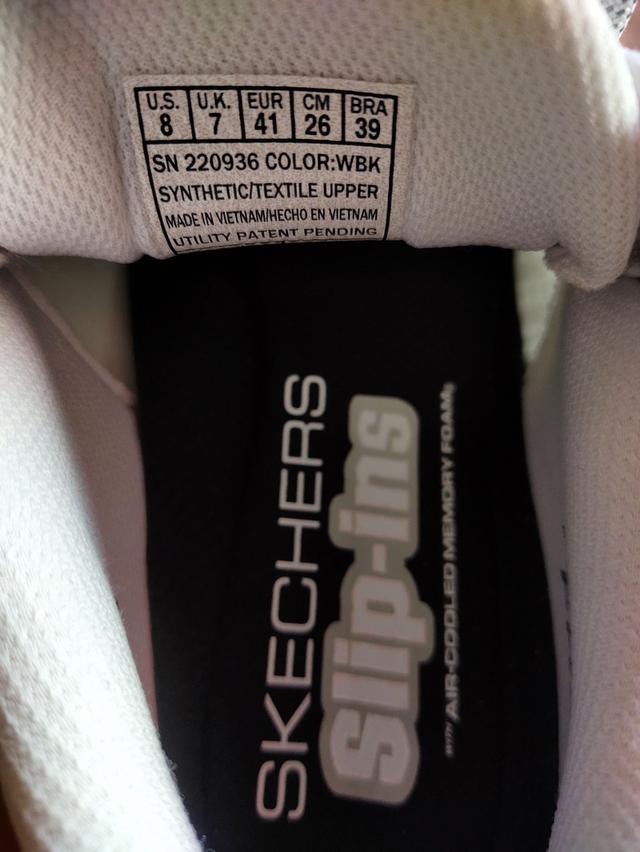 U.S. U.K. EUR CM BRA
8 7 41 26 39
SN 220936 COLOR:WBK
SYNTHETIC/TEXTILE UPPER
MADE IN VIETNAM/HECHO EN VIETNAM
UTILITY PATENT PENDING
SKECHERS
Slip-ins
WITH AIR-COOLED MEMORY FOAM